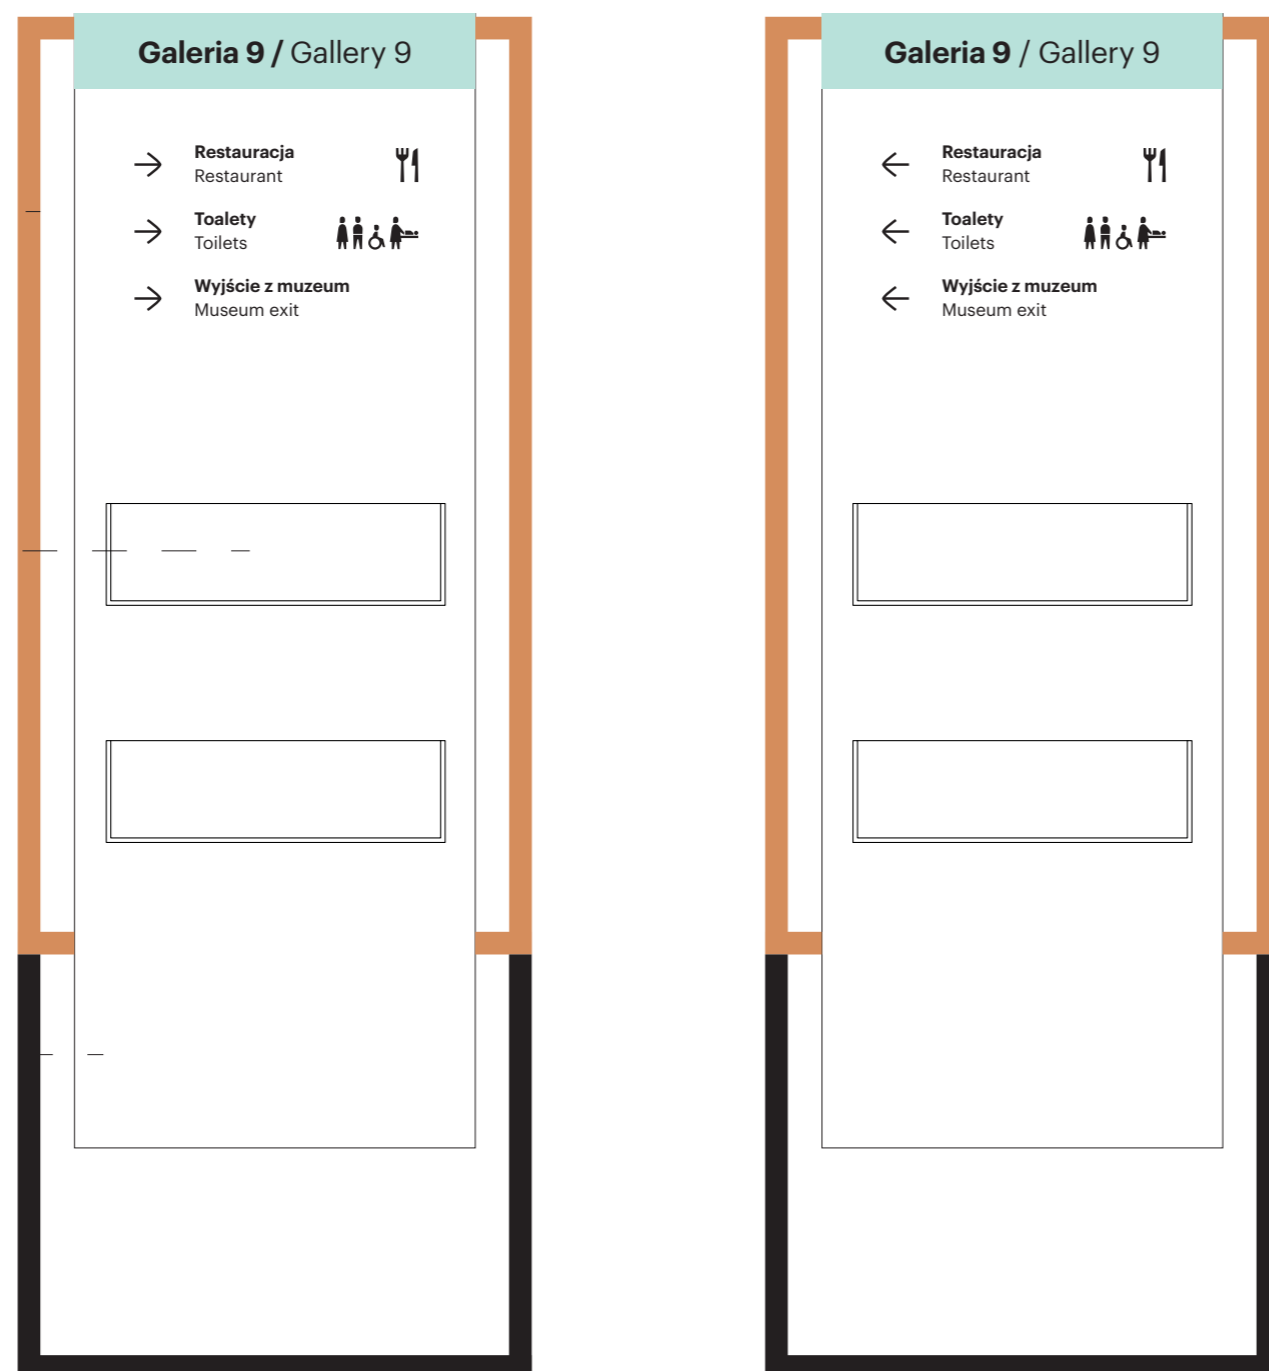 Galeria 9 / Gallery 9
Restauracja
Restaurant
Toalety
Toilets
Wyjście z muzeum
Museum exit
Galeria 9 / Gallery 9
Restauracja
Restaurant
Toalety
Toilets
Wyjście z muzeum
Museum exit